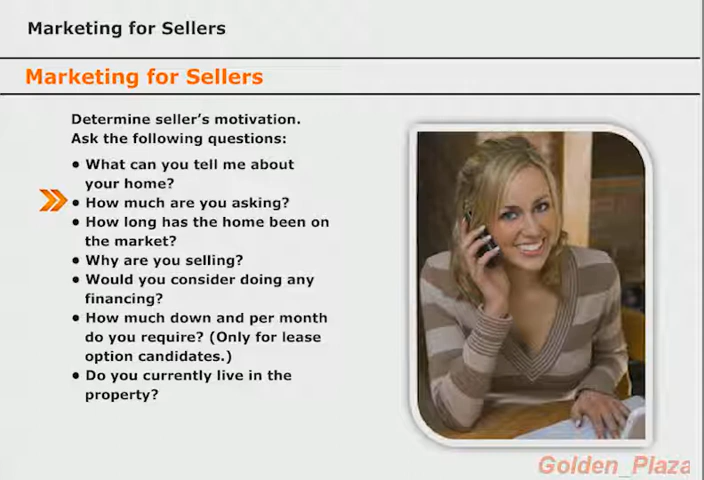 Marketing for Sellers
Marketing for Sellers
Determine seller's motivation.
Ask the following questions:
• What can you tell me about
your home?
• How much are you asking?
• How long has the home been on
the market?
• Why are you selling?
• Would you consider doing any
financing?
• How much down and per month
do you require? (Only for lease
option candidates.)
• Do you currently live in the
property?
Golden_Plaza